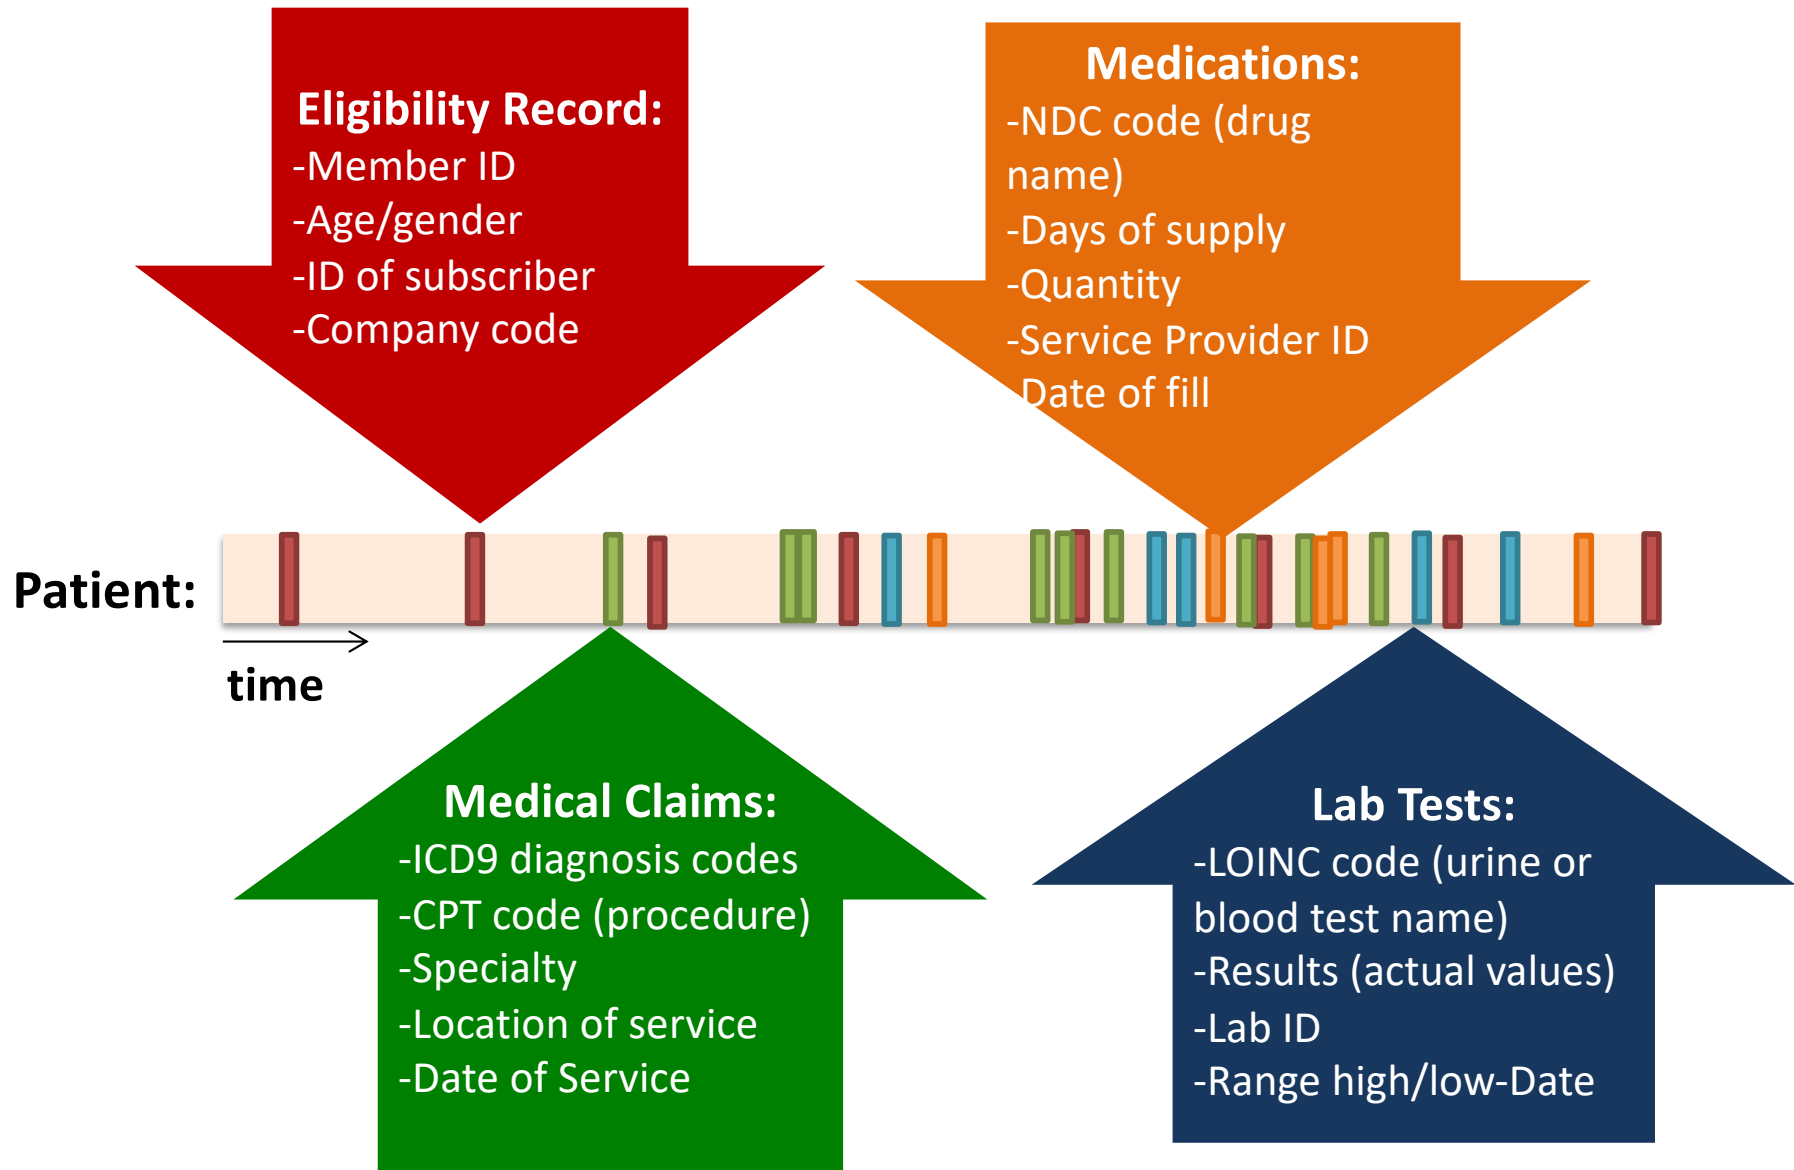 Eligibility Record:
-Member ID
-Age/gender
-ID of subscriber
-Company code
Medications:
-NDC code (drug
name)
-Days of supply
-Quantity
-Service Provider ID
-Date of fill
Patient:
time
Medical Claims:
-ICD9 diagnosis codes
-CPT code (procedure)
-Specialty
-Location of service
-Date of Service
Lab Tests:
-LOINC code (urine or
blood test name)
-Results (actual values)
-Lab ID
-Range high/low-Date